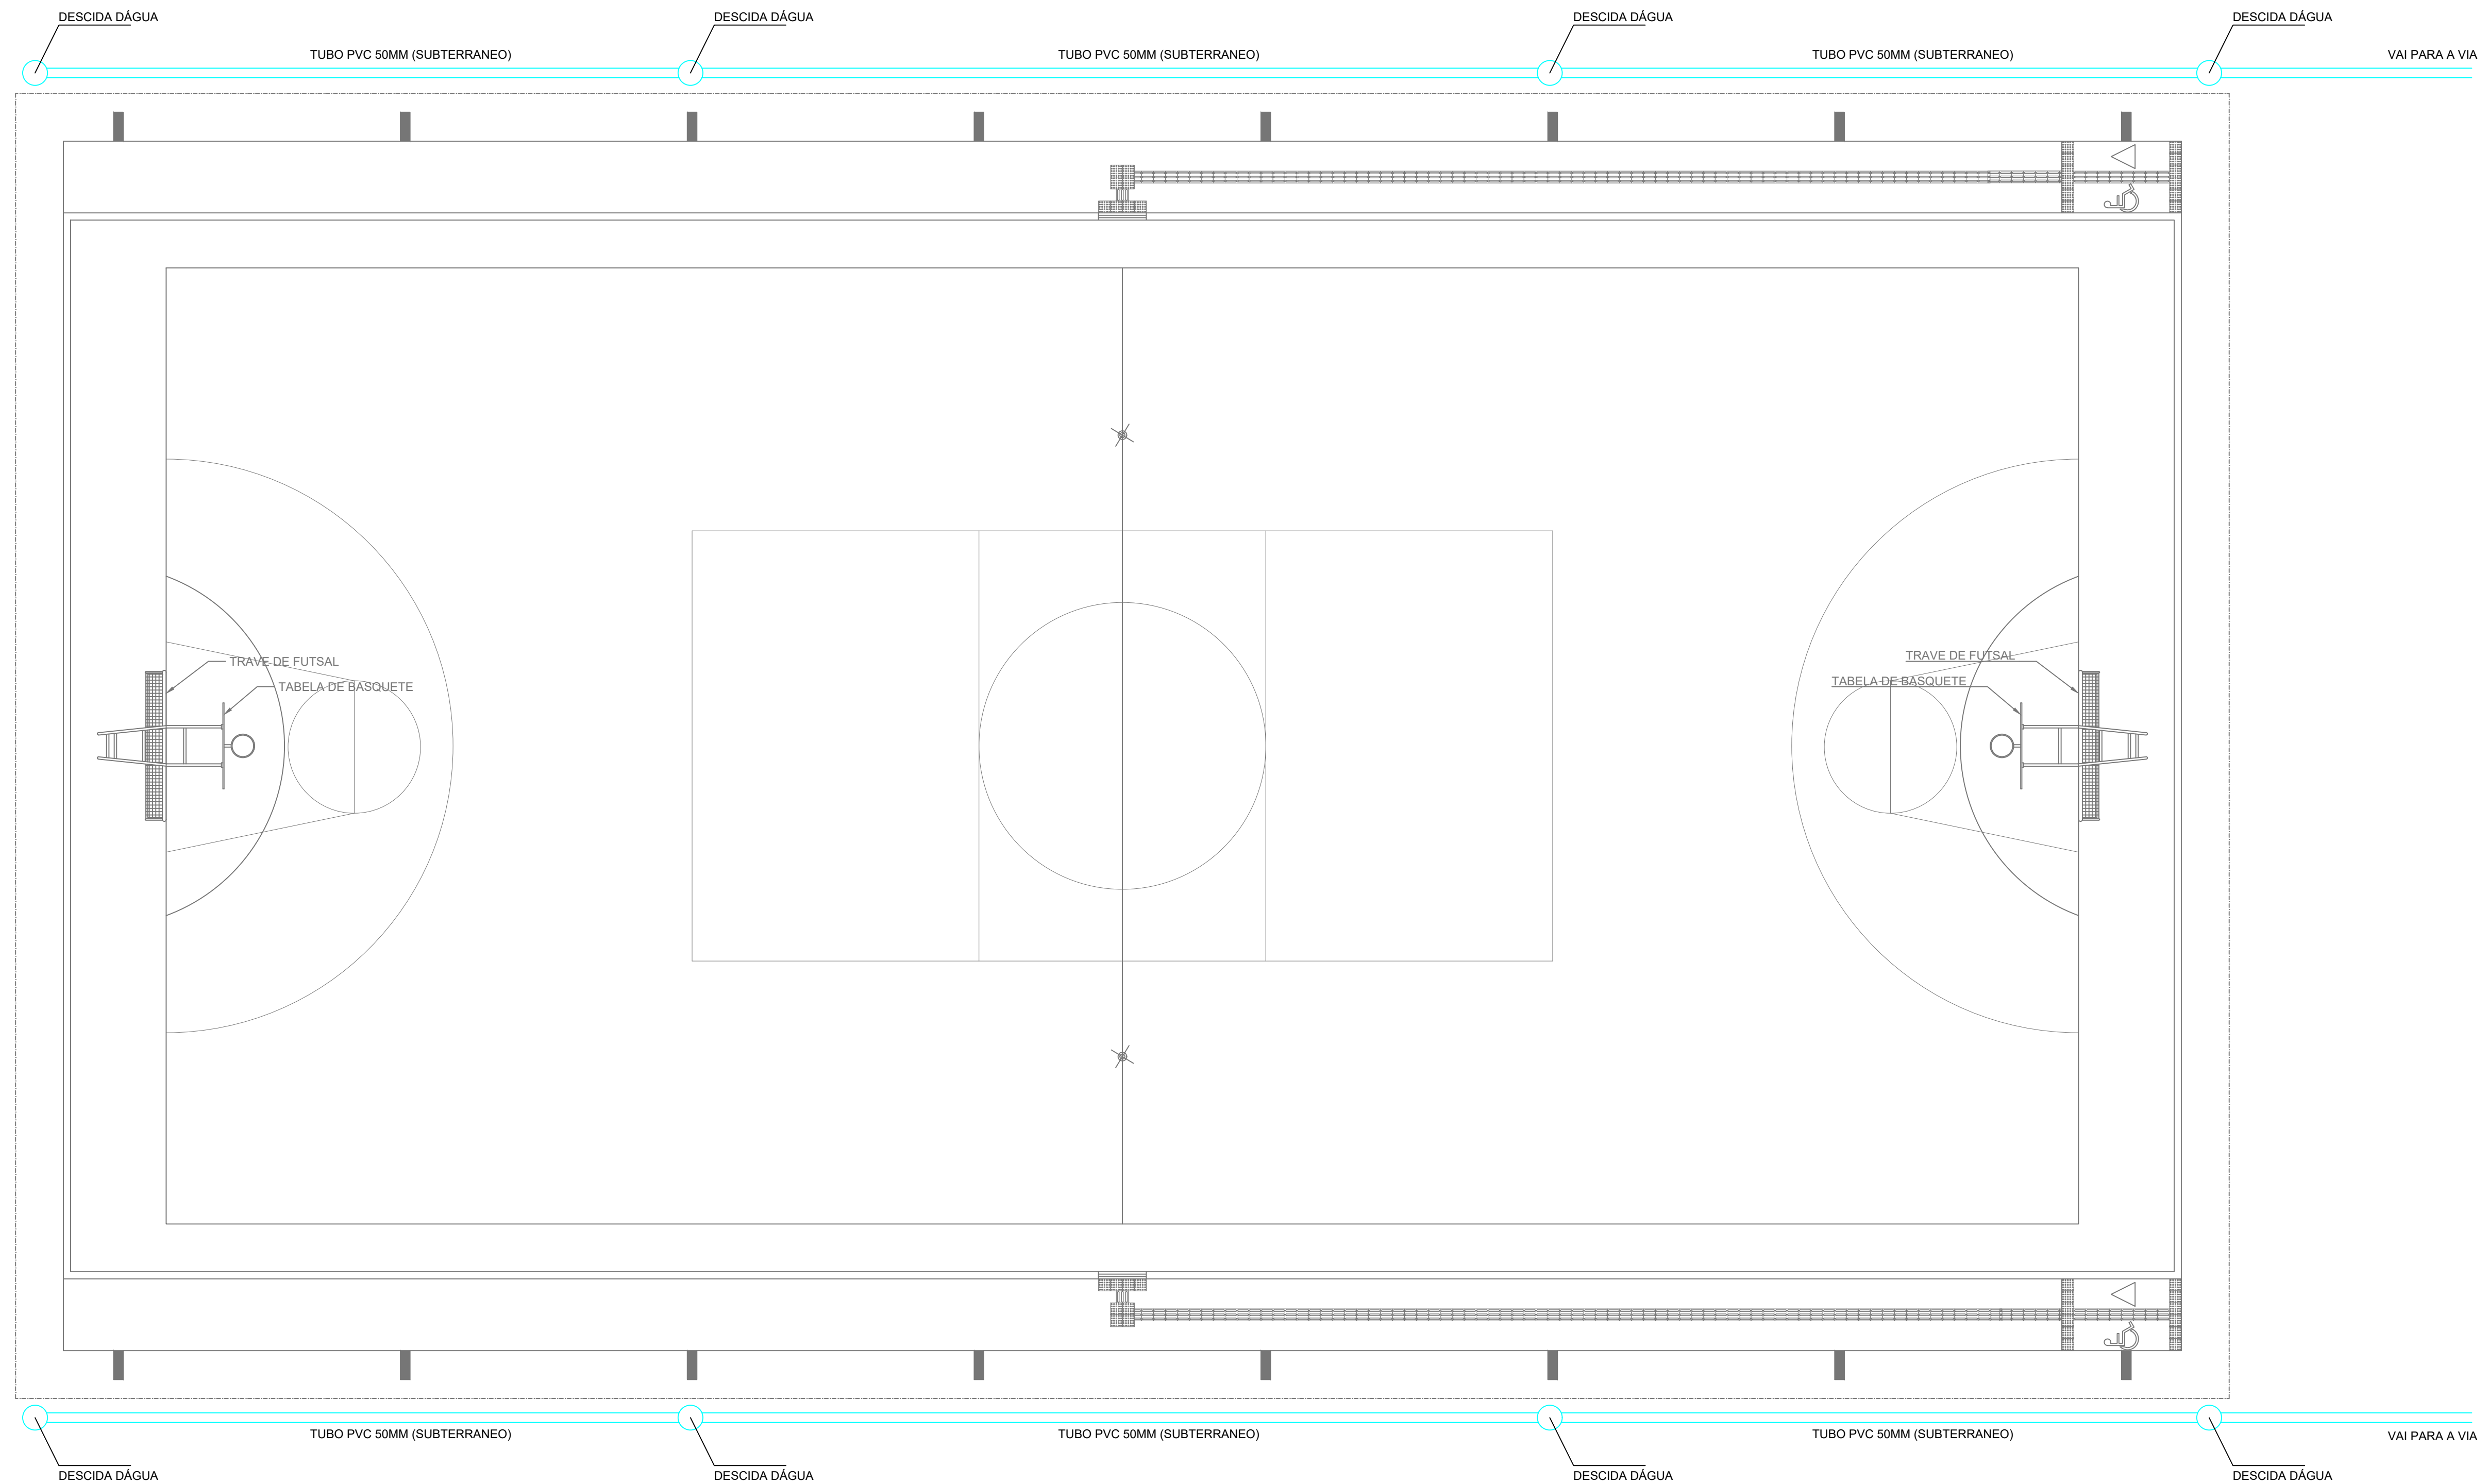 DESCIDA DÁGUA
DESCIDA DÁGUA
DESCIDA DÁGUA
DESCIDA DÁGUA
TUBO PVC 50MM (SUBTERRANEO)
TUBO PVC 50MM (SUBTERRANEO)
TUBO PVC 50MM (SUBTERRANEO)
VAI PARA A VIA
TRAVE DE FUTSAL
TABELA DE BASQUETE
TRAVE DE FUTSAL
TABELA DE BASQUETE
TUBO PVC 50MM (SUBTERRANEO)
TUBO PVC 50MM (SUBTERRANEO)
TUBO PVC 50MM (SUBTERRANEO)
VAI PARA A VIA
DESCIDA DÁGUA
DESCIDA DÁGUA
DESCIDA DÁGUA
DESCIDA DÁGUA